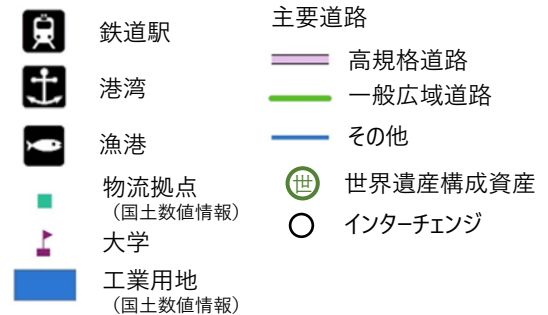 鉄道駅
港湾
漁港
物流拠点
（国土数値情報）
大学
工業用地
（国土数値情報）
主要道路
高規格道路
一般広域道路
その他
世 世界遺産構成資産
インターチェンジ